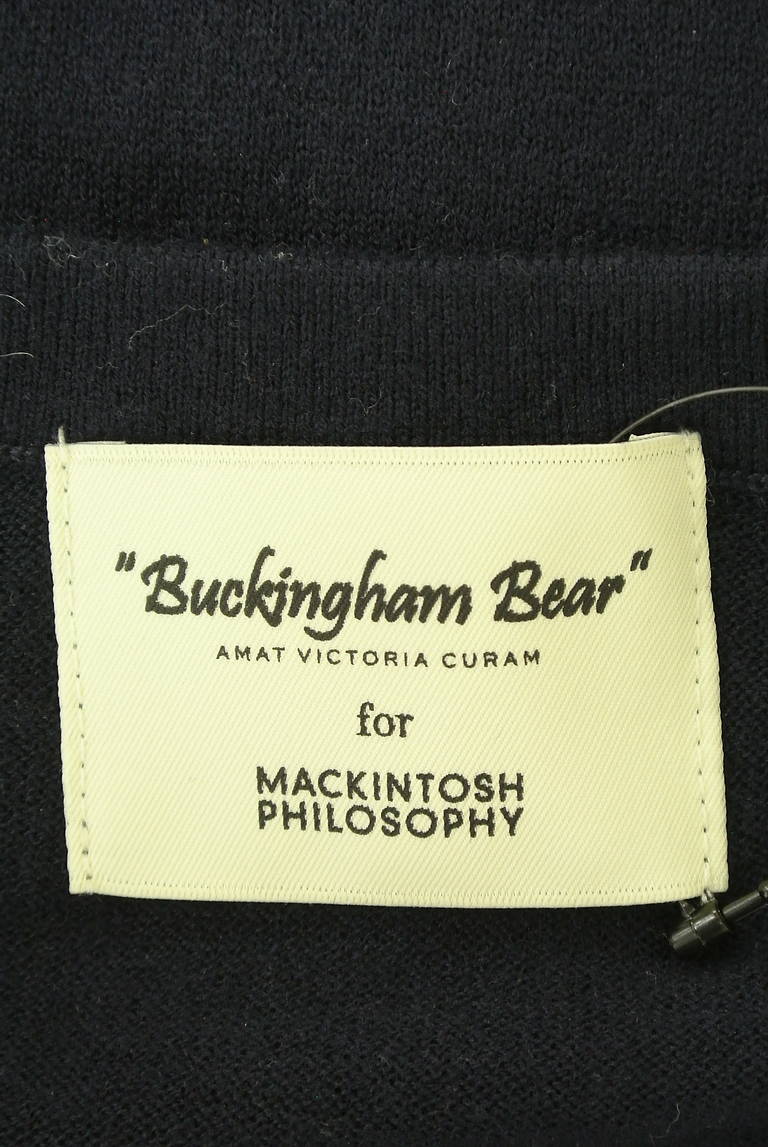 "Buckingham Bear"
AMAT VICTORIA CURAM
for
MACKINTOSH
PHILOSOPHY